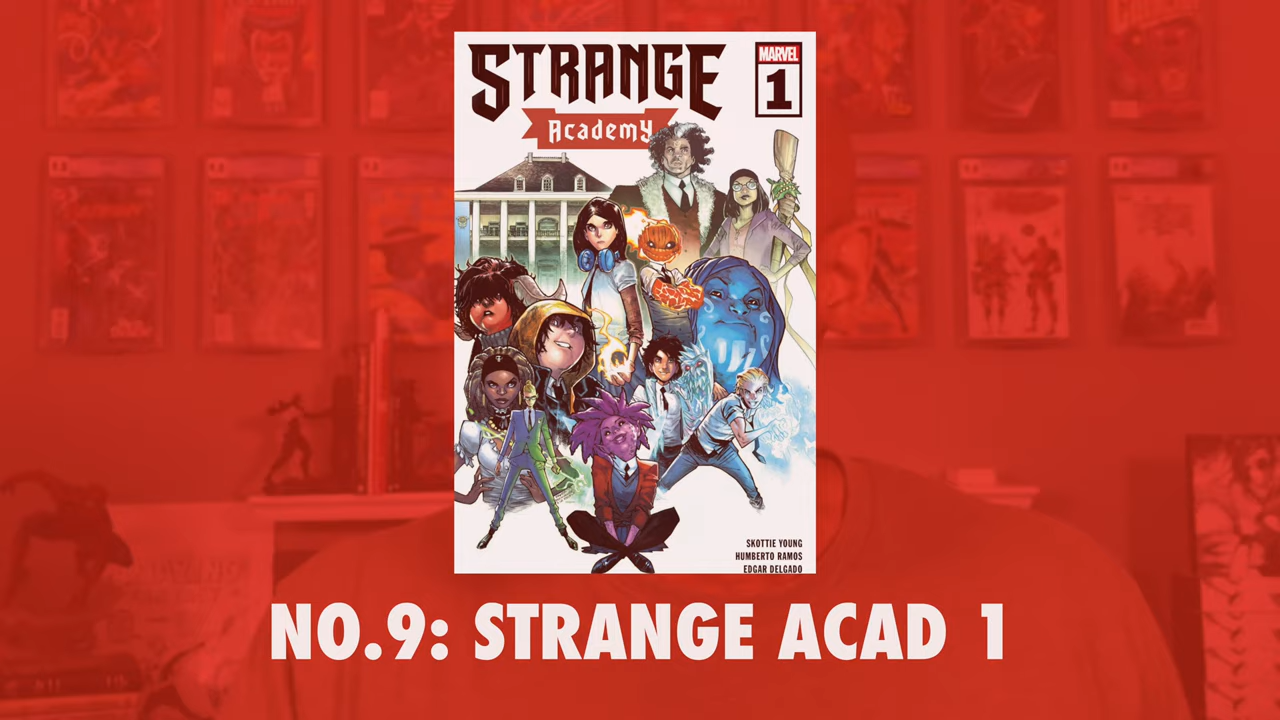 STRANGE
Academy
MARVEL
1
SKOTTIE YOUNG
HUMBERTO RAMOS
EDGAR DELGADO
NO.9: STRANGE ACAD 1